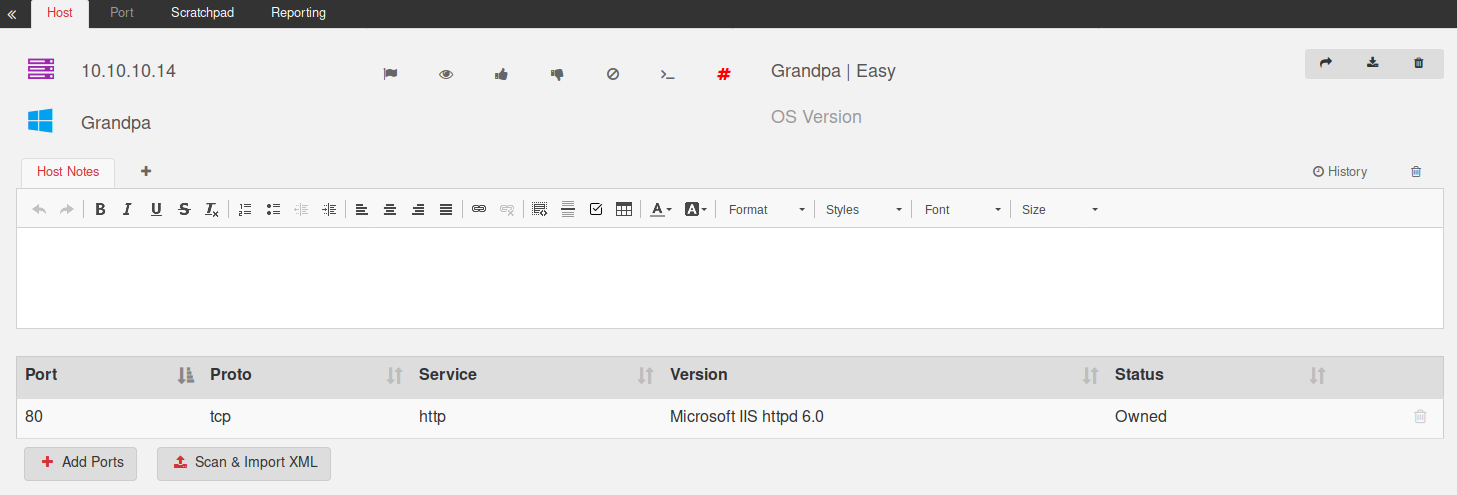 Host Port Scratchpad Reporting
10.10.10.14 # Grandpa | Easy
Grandpa OS Version
Host Notes + History
B I U S Tx A A Format Styles Font Size
Port Proto Service Version Status
80 tcp http Microsoft IIS httpd 6.0 Owned
Add Ports Scan & Import XML